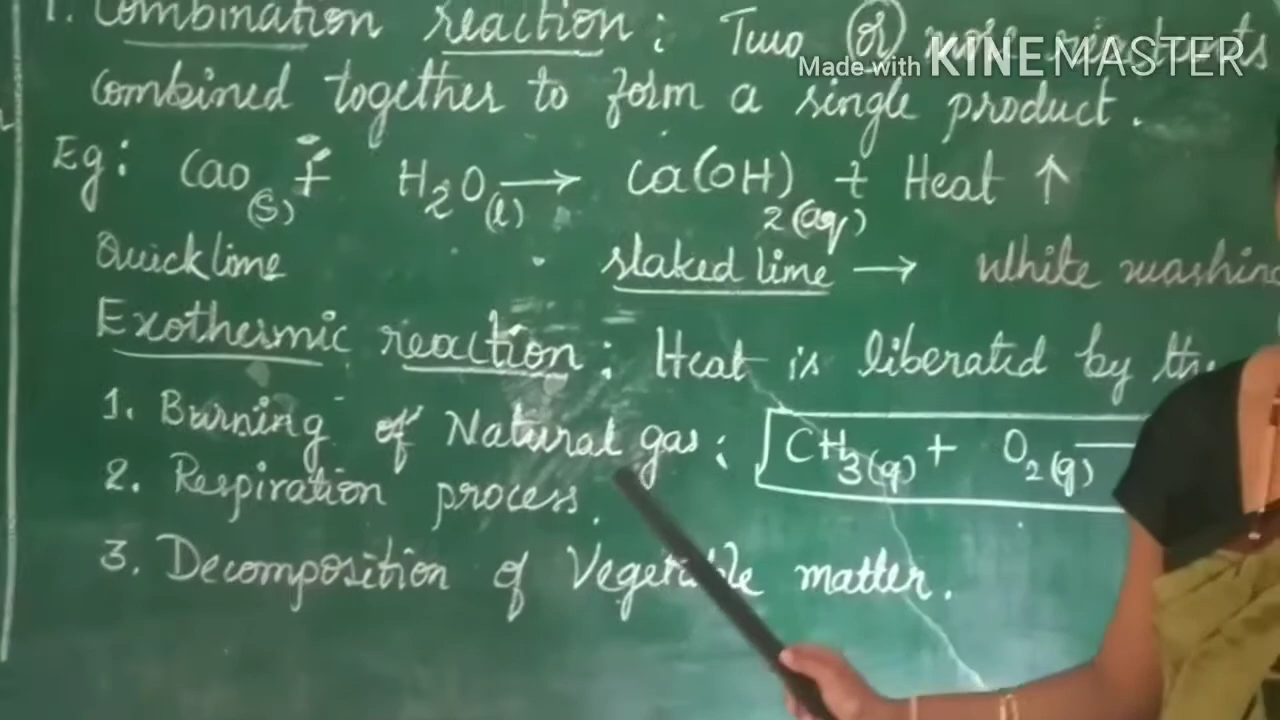 1. Combination reaction : Two or more
Made with KINEMASTER
combined together to form a single product.
Eg: CaO(s) + H2O(l) → Ca(OH)2(aq) + Heat ↑
Quicklime slaked lime → White washing
Exothermic reaction : Heat is liberated by the
1. Burning of Natural gas : CH3(g) + O2(g) —
2. Respiration process.
3. Decomposition of Vegetable matter.